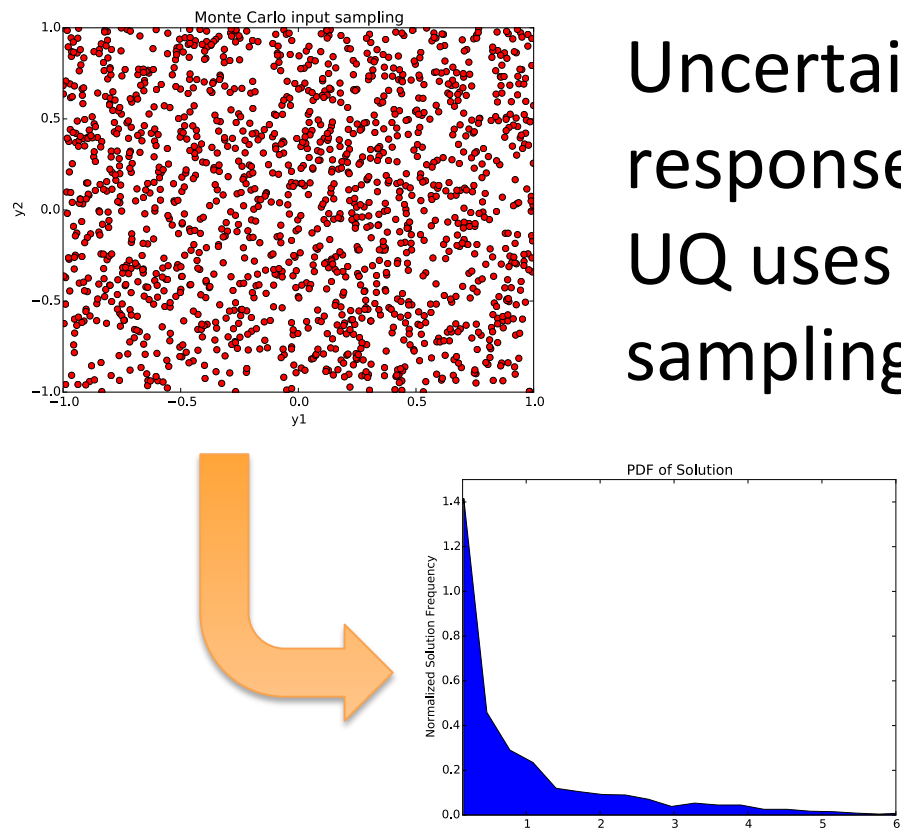 Monte Carlo input sampling
1.0
0.5
0.0
−0.5
−1.0
y2
−1.0 −0.5 0.0 0.5 1.0
y1
Uncertai
response
UQ uses
sampling
PDF of Solution
1.4
1.2
1.0
0.8
0.6
0.4
0.2
0.0
Normalized Solution Frequency
1 2 3 4 5 6